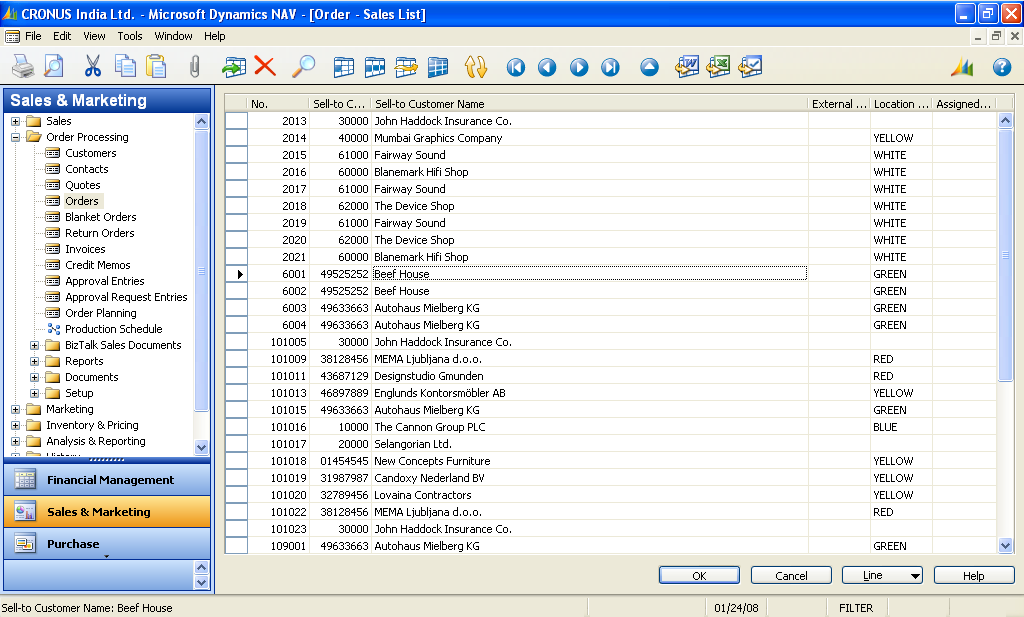 CRONUS India Ltd. - Microsoft Dynamics NAV - [Order - Sales List]
File Edit View Tools Window Help
Sales & Marketing
Sales
Order Processing
Customers
Contacts
Quotes
Orders
Blanket Orders
Return Orders
Invoices
Credit Memos
Approval Entries
Approval Request Entries
Order Planning
Production Schedule
BizTalk Sales Documents
Reports
Documents
Setup
Marketing
Inventory & Pricing
Analysis & Reporting
Financial Management
Sales & Marketing
Purchase
No. Sell-to C... Sell-to Customer Name External ... Location ... Assigned...
2013 30000 John Haddock Insurance Co.
2014 40000 Mumbai Graphics Company YELLOW
2015 61000 Fairway Sound WHITE
2016 60000 Blanemark Hifi Shop WHITE
2017 61000 Fairway Sound WHITE
2018 62000 The Device Shop WHITE
2019 61000 Fairway Sound WHITE
2020 62000 The Device Shop WHITE
2021 60000 Blanemark Hifi Shop WHITE
6001 49525252 Beef House GREEN
6002 49525252 Beef House GREEN
6003 49633663 Autohaus Mielberg KG GREEN
6004 49633663 Autohaus Mielberg KG GREEN
101005 30000 John Haddock Insurance Co.
101009 38128456 MEMA Ljubljana d.o.o. RED
101011 43687129 Designstudio Gmunden RED
101013 46897889 Englunds Kontorsmöbler AB YELLOW
101015 49633663 Autohaus Mielberg KG GREEN
101016 10000 The Cannon Group PLC BLUE
101017 20000 Selangorian Ltd.
101018 01454545 New Concepts Furniture YELLOW
101019 31987987 Candoxy Nederland BV YELLOW
101020 32789456 Lovaina Contractors YELLOW
101022 38128456 MEMA Ljubljana d.o.o. RED
101023 30000 John Haddock Insurance Co.
109001 49633663 Autohaus Mielberg KG GREEN
OK Cancel Line Help
Sell-to Customer Name: Beef House 01/24/08 FILTER